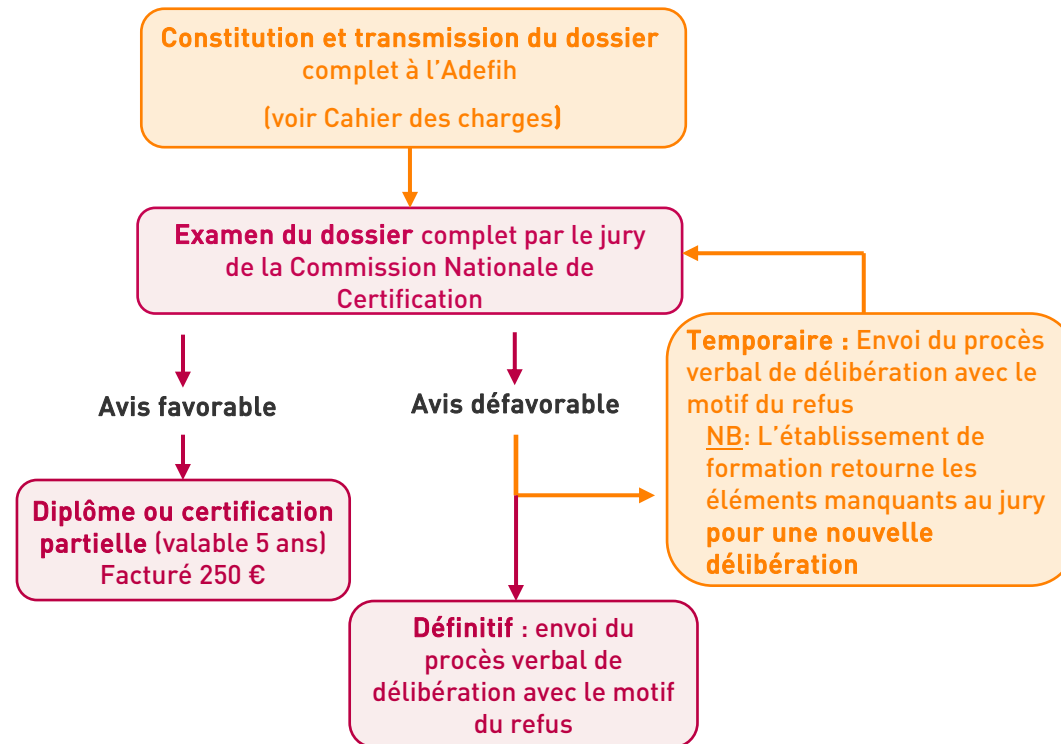 Constitution et transmission du dossier
complet à l'Adefih
(voir Cahier des charges)
Examen du dossier complet par le jury
de la Commission Nationale de
Certification
Avis favorable
Avis défavorable
Temporaire : Envoi du procès
verbal de délibération avec le
motif du refus
NB: L'établissement de
formation retourne les
éléments manquants au jury
pour une nouvelle
délibération
Diplôme ou certification
partielle (valable 5 ans)
Facturé 250 €
Définitif : envoi du
procès verbal de
délibération avec le motif
du refus